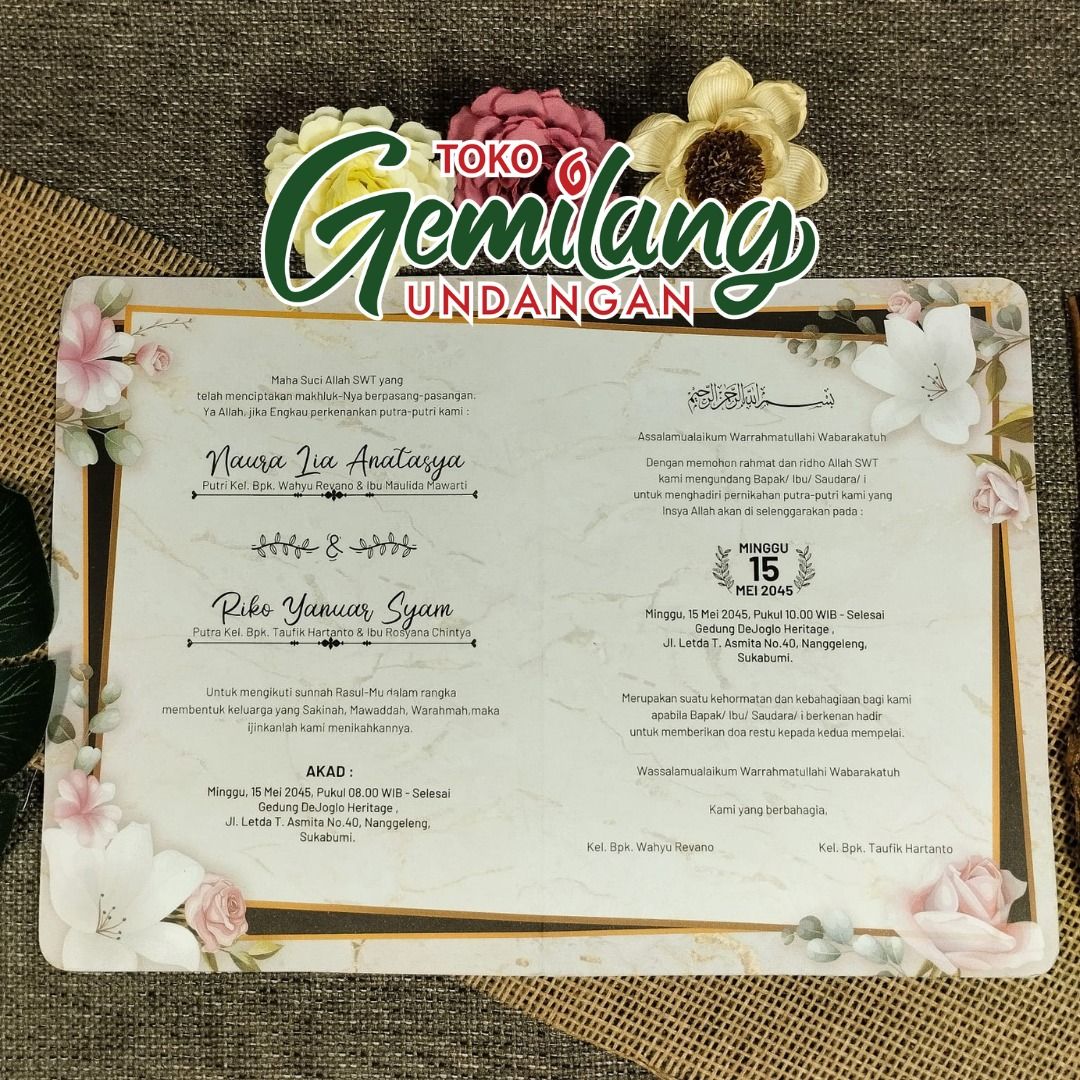 TOKO
Gemilang
UNDANGAN
Maha Suci Allah SWT yang
telah menciptakan makhluk-Nya berpasang-pasangan.
Ya Allah, jika Engkau perkenankan putra-putri kami :
Naura Lia Anatasya
Putri Kel. Bpk. Wahyu Revano & Ibu Maulida Mawarti
&
Riko Yanuar Syam
Putra Kel. Bpk. Taufik Hartanto & Ibu Rosyana Chintya
Untuk mengikuti sunnah Rasul-Mu dalam rangka
membentuk keluarga yang Sakinah, Mawaddah, Warahmah,maka
ijinkanlah kami menikahkannya.
AKAD :
Minggu, 15 Mei 2045, Pukul 08.00 WIB - Selesai
Gedung DeJoglo Heritage ,
Jl. Letda T. Asmita No.40, Nanggeleng,
Sukabumi.
بسم الله الرحمن الرحيم
Assalamualaikum Warrahmatullahi Wabarakatuh
Dengan memohon rahmat dan ridho Allah SWT
kami mengundang Bapak/ Ibu/ Saudara/ i
untuk menghadiri pernikahan putra-putri kami yang
Insya Allah akan di selenggarakan pada :
MINGGU
15
MEI 2045
Minggu, 15 Mei 2045, Pukul 10.00 WIB - Selesai
Gedung DeJoglo Heritage ,
Jl. Letda T. Asmita No.40, Nanggeleng,
Sukabumi.
Merupakan suatu kehormatan dan kebahagiaan bagi kami
apabila Bapak/ Ibu/ Saudara/ i berkenan hadir
untuk memberikan doa restu kepada kedua mempelai.
Wassalamualaikum Warrahmatullahi Wabarakatuh
Kami yang berbahagia,
Kel. Bpk. Wahyu Revano
Kel. Bpk. Taufik Hartanto